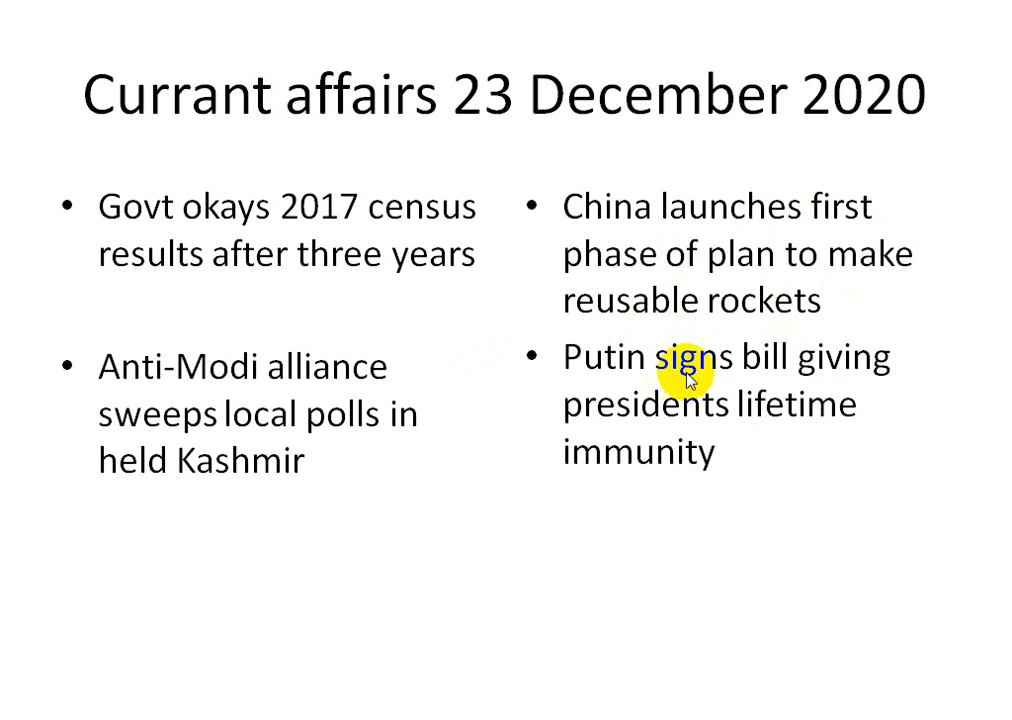 Currant affairs 23 December 2020
• Govt okays 2017 census
results after three years
• Anti-Modi alliance
sweeps local polls in
held Kashmir
• China launches first
phase of plan to make
reusable rockets
• Putin signs bill giving
presidents lifetime
immunity